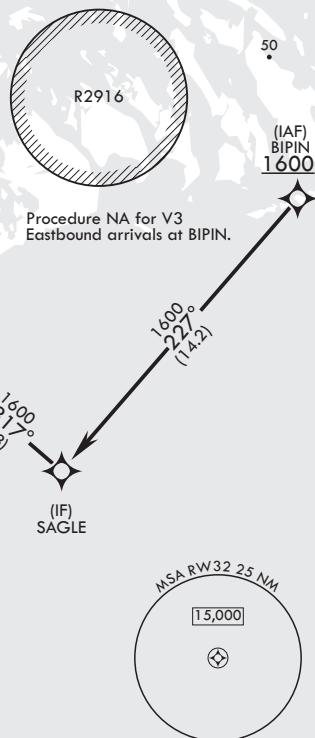 50
R2916
(IAF)
BIPIN
1600
Procedure NA for V3
Eastbound arrivals at BIPIN.
1600
227°
(14.2)
1600
(IF)
SAGLE
MSA RW32 25 NM
15,000